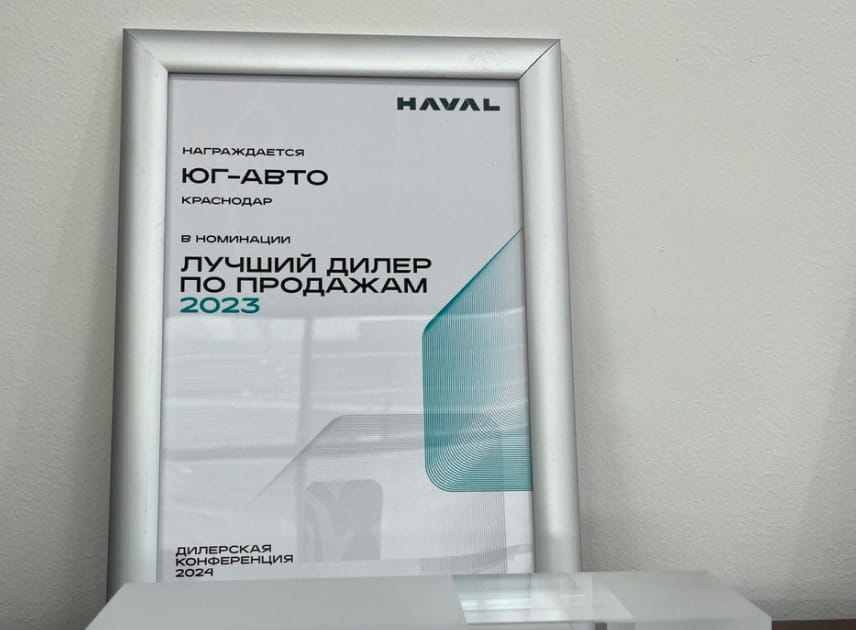 HAVAL
НАГРАЖДАЕТСЯ
ЮГ-АВТО
КРАСНОДАР
В НОМИНАЦИИ
ЛУЧШИЙ ДИЛЕР
ПО ПРОДАЖАМ
2023
ДИЛЕРСКАЯ
КОНФЕРЕНЦИЯ
2024